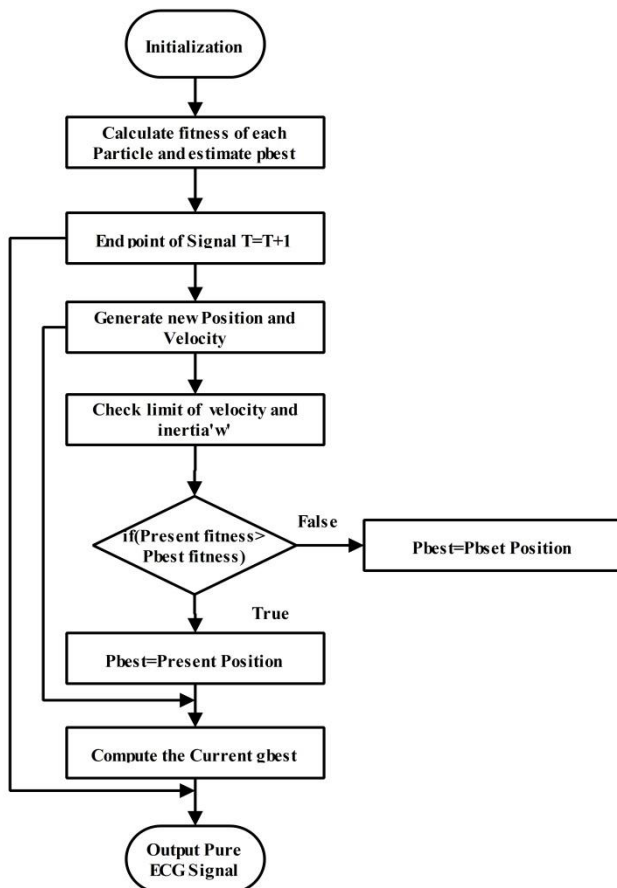 Initialization
Calculate fitness of each
Particle and estimate pbest
End point of Signal T=T+1
Generate new Position and
Velocity
Check limit of velocity and
inertia'w'
if(Present fitness>
Pbest fitness)
False
Pbest=Pbset Position
True
Pbest=Present Position
Compute the Current gbest
Output Pure
ECG Signal